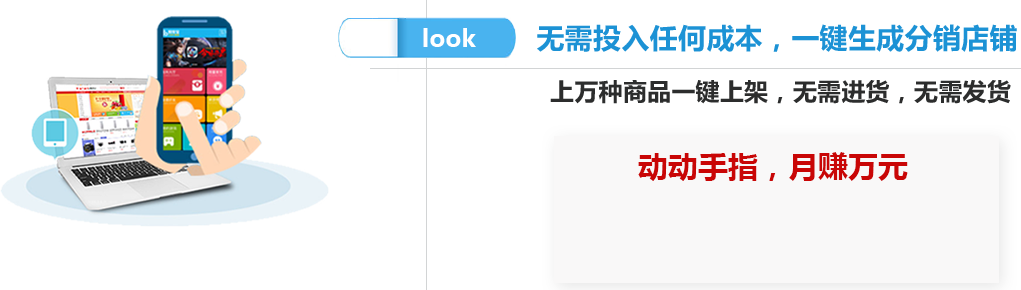 look
无需投入任何成本，一键生成分销店铺
上万种商品一键上架，无需进货，无需发货
动动手指，月赚万元